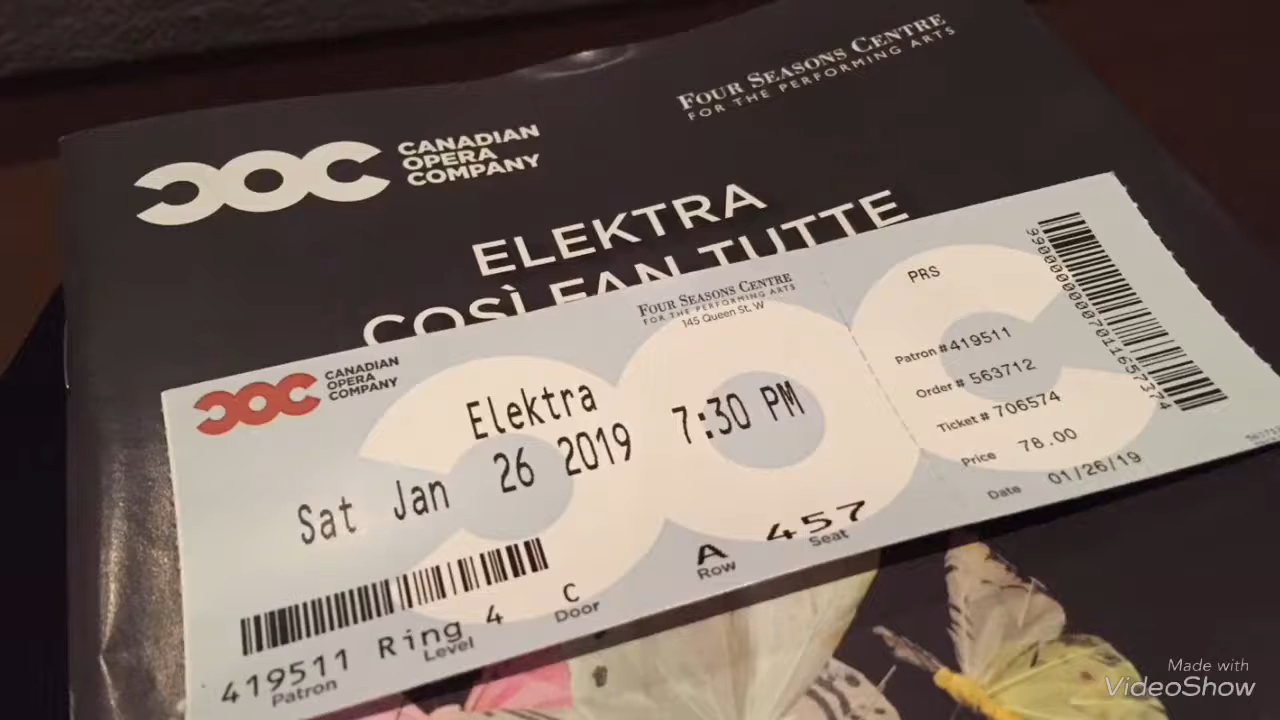 FOUR SEASONS CENTRE
FOR THE PERFORMING ARTS
COC
CANADIAN
OPERA
COMPANY
ELEKTRA
COSÌ FAN TUTTE
COC
CANADIAN
OPERA
COMPANY
FOUR SEASONS CENTRE
FOR THE PERFORMING ARTS
145 Queen St. W
Elektra
Sat Jan 26 2019 7:30 PM
419511 Ring 4 C A 457
Patron Level Door Row Seat
PRS
Patron # 419511
Order # 563712
Ticket # 706574
Price 78.00
Date 01/26/19
Made with
VideoShow